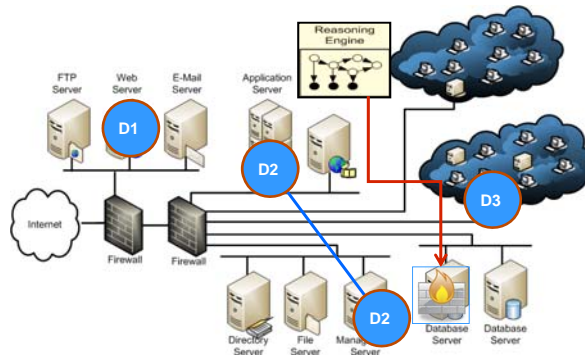 Reasoning
Engine
FTP
Server
Web
Server
E-Mail
Server
Application
Server
D1
D2
D3
Internet
Firewall
Firewall
D2
Directory
Server
File
Server
Server
Database
Server
Database
Server